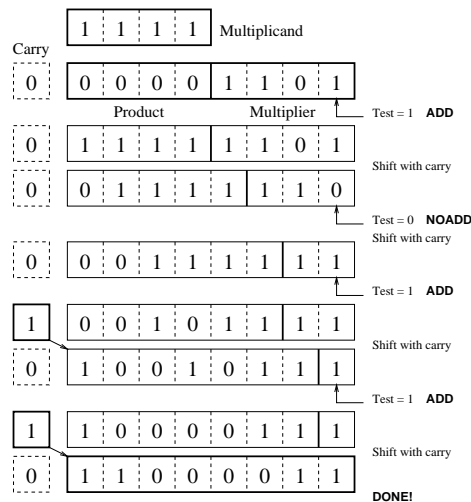 1 1 1 1 Multiplicand
Carry
0 0 0 0 0 1 1 0 1
Product Multiplier
Test = 1 ADD
0 1 1 1 1 1 1 0 1
Shift with carry
0 0 1 1 1 1 1 1 0
Test = 0 NOADD
Shift with carry
0 0 0 1 1 1 1 1 1
Test = 1 ADD
1 0 0 1 0 1 1 1 1
Shift with carry
0 1 0 0 1 0 1 1 1
Test = 1 ADD
1 1 0 0 0 0 1 1 1
Shift with carry
0 1 1 0 0 0 0 1 1
DONE!